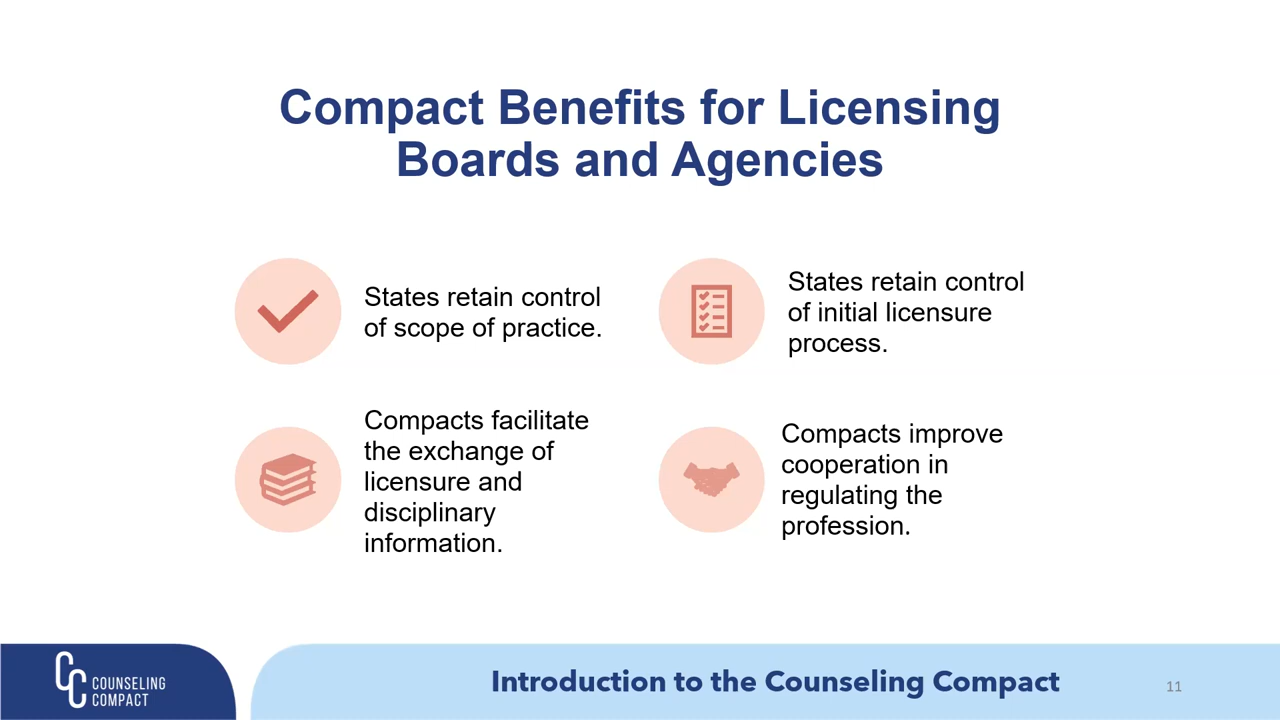 Compact Benefits for Licensing
Boards and Agencies
States retain control
of scope of practice.
States retain control
of initial licensure
process.
Compacts facilitate
the exchange of
licensure and
disciplinary
information.
Compacts improve
cooperation in
regulating the
profession.
CC COUNSELING
COMPACT
Introduction to the Counseling Compact
11